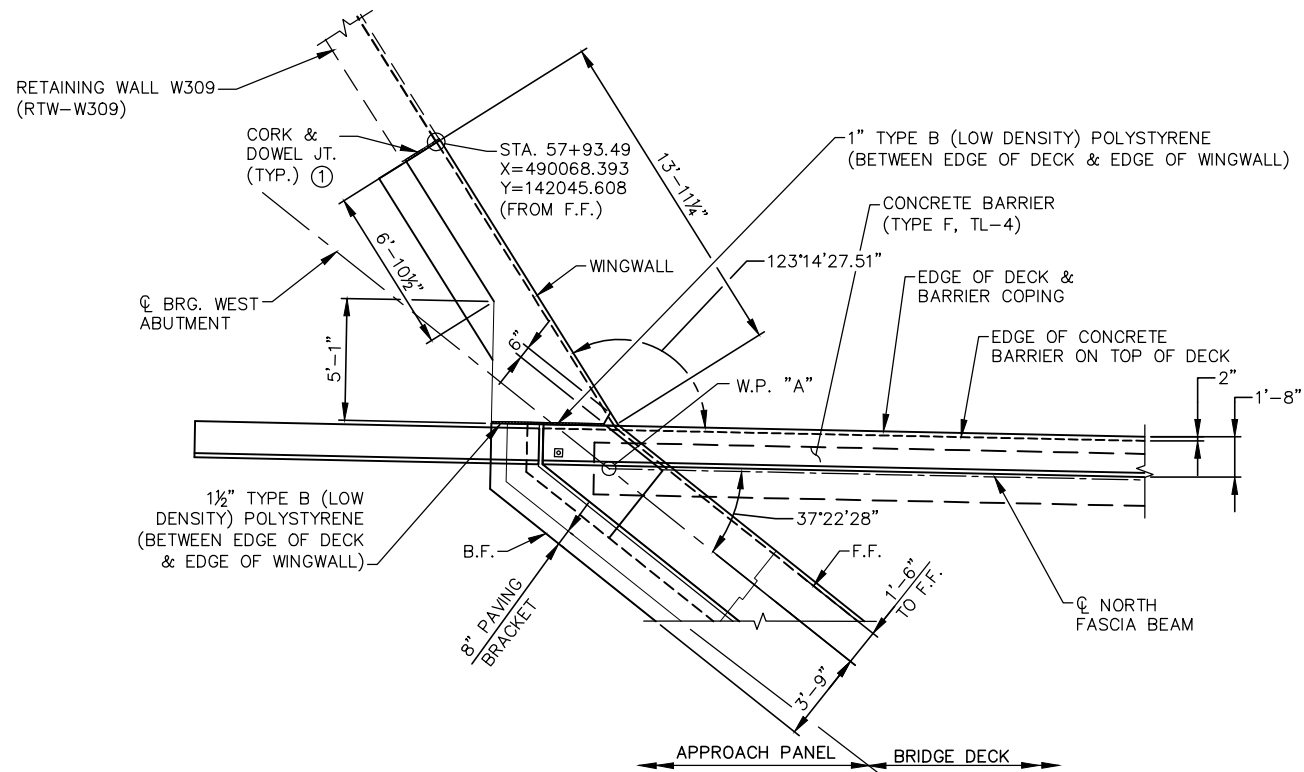 RETAINING WALL W309
(RTW-W309)
CORK &
DOWEL JT.
(TYP.) ①
STA. 57+93.49
X=490068.393
Y=142045.608
(FROM F.F.)
13'-11¼"
1" TYPE B (LOW DENSITY) POLYSTYRENE
(BETWEEN EDGE OF DECK & EDGE OF WINGWALL)
CONCRETE BARRIER
(TYPE F, TL-4)
6'-10½"
WINGWALL
123°14'27.51"
EDGE OF DECK &
BARRIER COPING
℄ BRG. WEST
ABUTMENT
EDGE OF CONCRETE
BARRIER ON TOP OF DECK
5'-1"
6"
W.P. "A"
2"
1'-8"
1½" TYPE B (LOW
DENSITY) POLYSTYRENE
(BETWEEN EDGE OF DECK
& EDGE OF WINGWALL)
37°22'28"
B.F.
F.F.
8" PAVING
BRACKET
1'-6"
TO F.F.
℄ NORTH
FASCIA BEAM
3'-9"
APPROACH PANEL
BRIDGE DECK